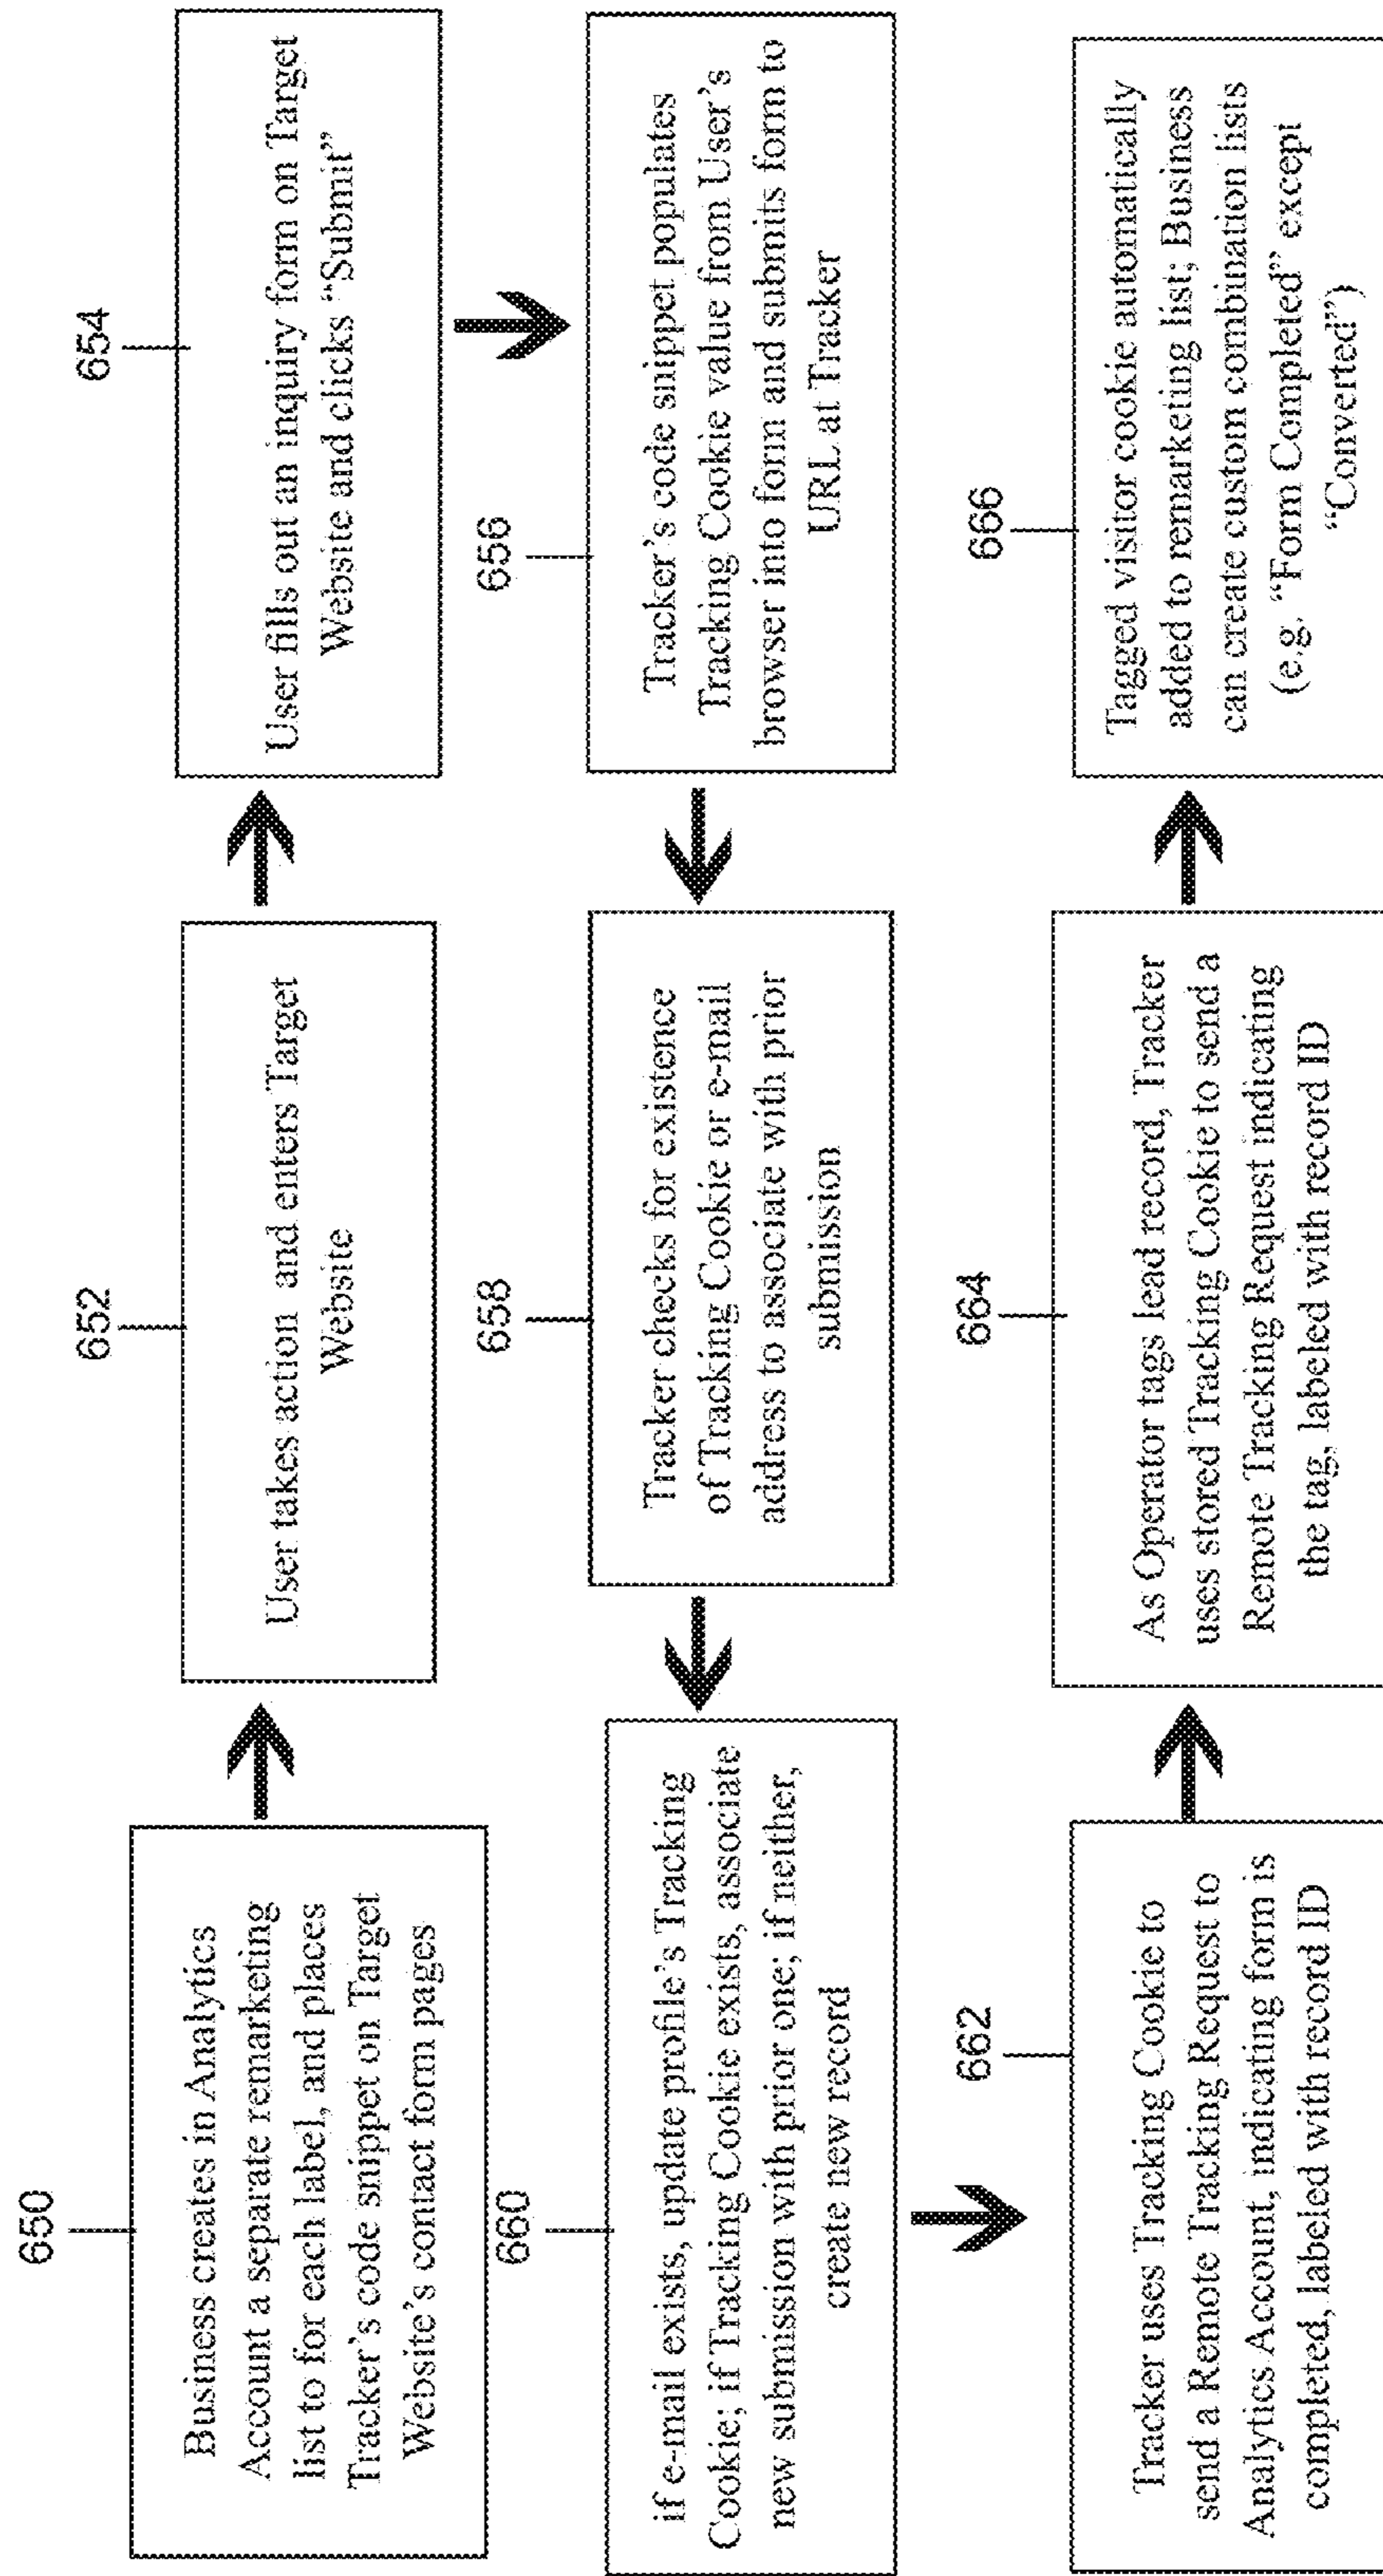 650
Business creates in Analytics
Account a separate remarketing
list to for each label, and places
Tracker's code snippet on Target
Website's contact form pages
652
User takes action and enters Target
Website
654
User fills out an inquiry form on Target
Website and clicks “Submit”
656
Tracker's code snippet populates
Tracking Cookie value from User's
browser into form and submits form to
URL at Tracker
658
Tracker checks for existence
of Tracking Cookie or e-mail
address to associate with prior
submission
660
if e-mail exists, update profile's Tracking
Cookie; if Tracking Cookie exists, associate
new submission with prior one; if neither,
create new record
662
Tracker uses Tracking Cookie to
send a Remote Tracking Request to
Analytics Account, indicating form is
completed, labeled with record ID
664
As Operator tags lead record, Tracker
uses stored Tracking Cookie to send a
Remote Tracking Request indicating
the tag, labeled with record ID
666
Tagged visitor cookie automatically
added to remarketing list; Business
can create custom combination lists
(e.g. “Form Completed” except
“Converted”)